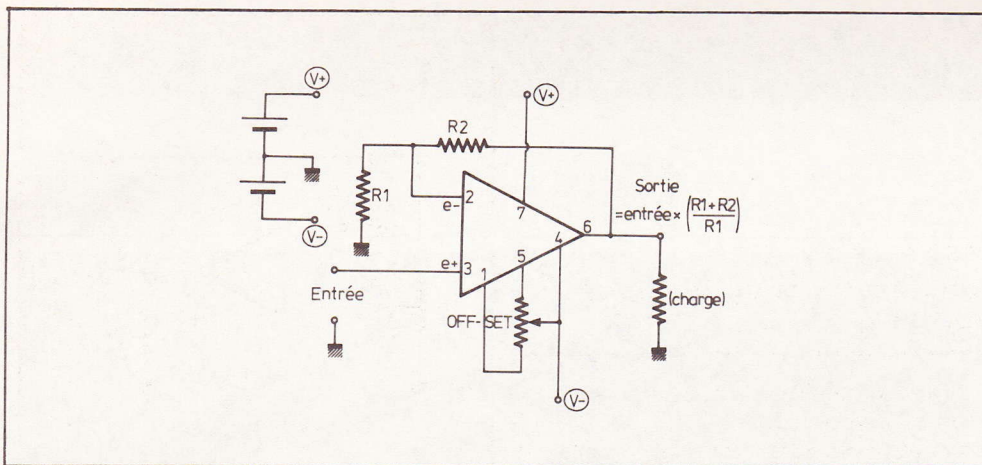 V+
V-
R1
R2
e-
2
e+
3
7
V+
6
4
5
1
OFF-SET
V-
Entrée
Sortie
=entrée × (R1+R2
R1)
(charge)